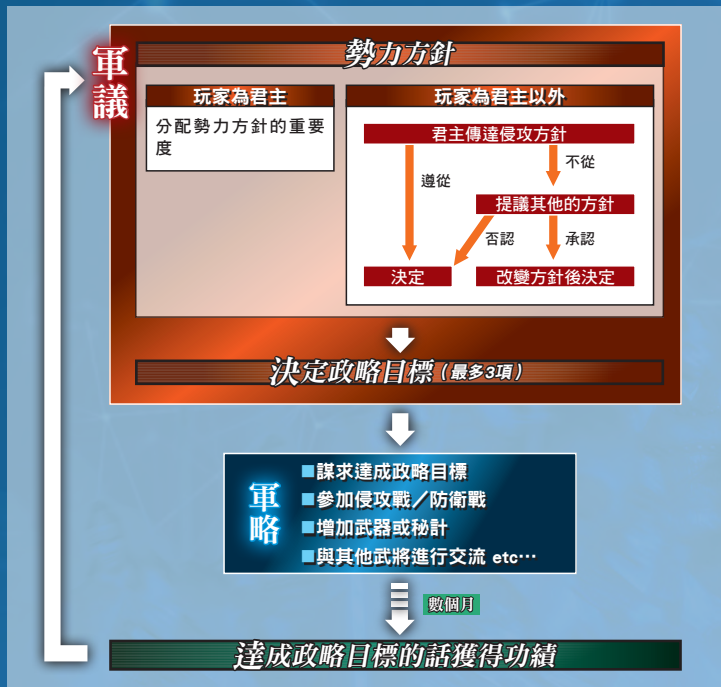 軍議
勢力方針
玩家為君主
分配勢力方針的重要
度
玩家為君主以外
君主傳達侵攻方針
遵從
不從
提議其他的方針
否認
承認
決定
改變方針後決定
決定政略目標（最多3項）
軍略
■謀求達成政略目標
■參加侵攻戰／防衛戰
■增加武器或秘計
■與其他武將進行交流 etc…
數個月
達成政略目標的話獲得功績